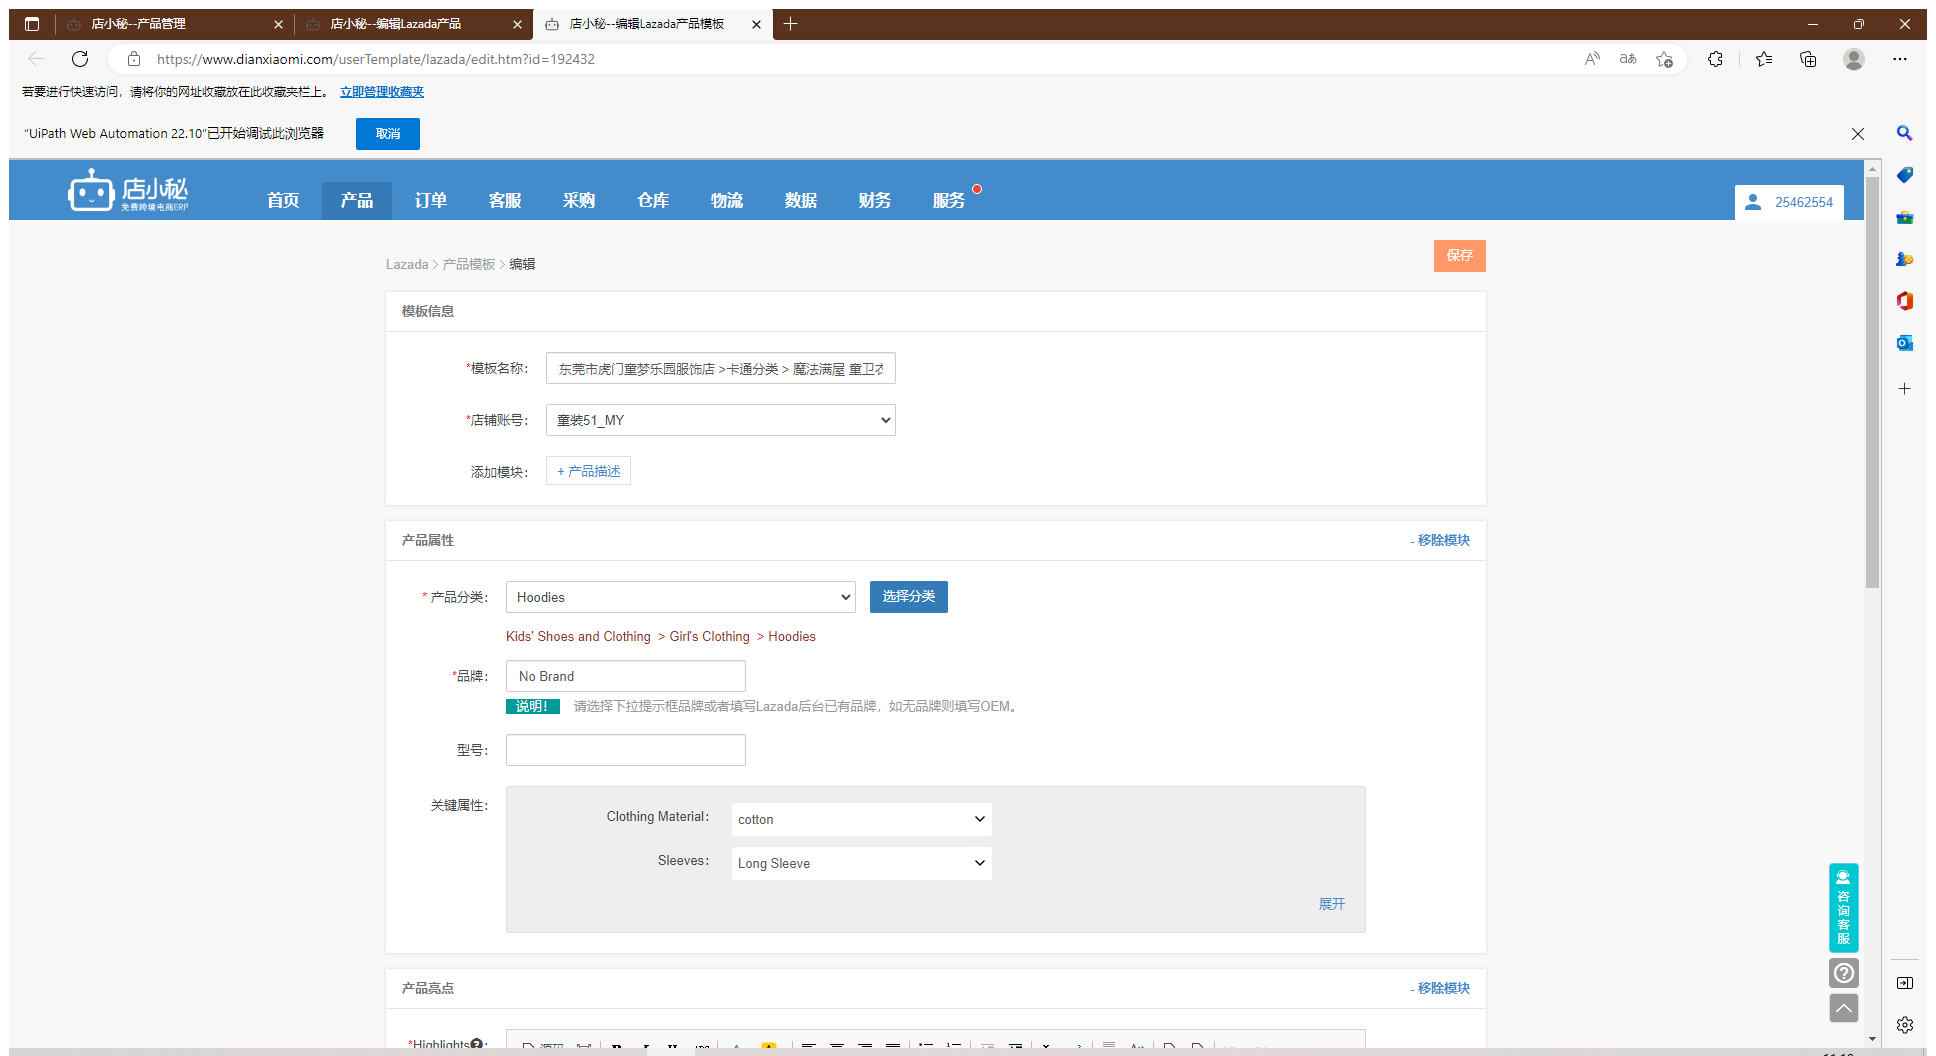 店小秘--产品管理
店小秘--编辑Lazada产品
店小秘--编辑Lazada产品模板
https://www.dianxiaomi.com/userTemplate/lazada/edit.htm?id=192432
若要进行快速访问，请将你的网址收藏放在此收藏夹栏上。 立即管理收藏夹
"UiPath Web Automation 22.10"已开始调试此浏览器 取消
店小秘
免费跨境电商ERP
首页 产品 订单 客服 采购 仓库 物流 数据 财务 服务
25462554
Lazada > 产品模板 > 编辑
保存
模板信息
*模板名称： 东莞市虎门童梦乐园服饰店 >卡通分类 > 魔法满屋 童卫
*店铺账号： 童装51_MY
添加模块： + 产品描述
产品属性 - 移除模块
* 产品分类： Hoodies 选择分类
Kids' Shoes and Clothing > Girl's Clothing > Hoodies
*品牌： No Brand
说明！ 请选择下拉提示框品牌或者填写Lazada后台已有品牌，如无品牌则填写OEM。
型号：
关键属性：
Clothing Material： cotton
Sleeves： Long Sleeve
展开
产品亮点 - 移除模块
*Highlights
咨询客服